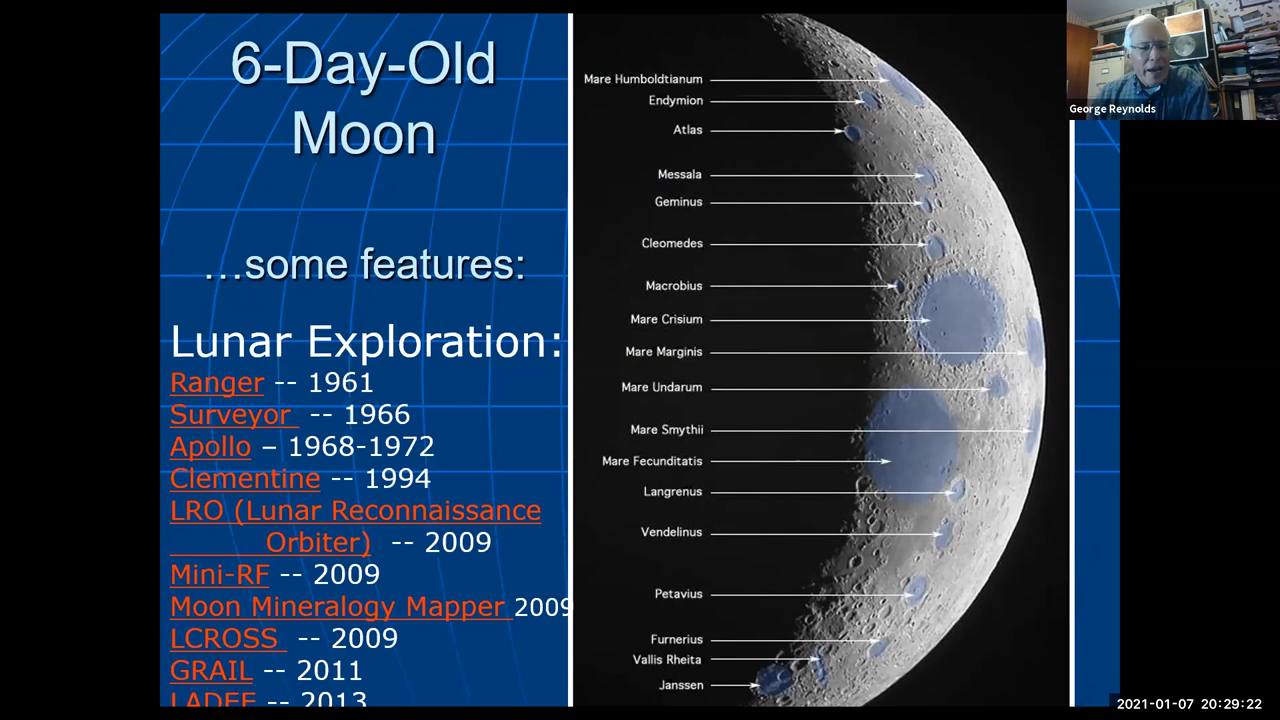 6-Day-Old
Moon
…some features:
Lunar Exploration:
Ranger -- 1961
Surveyor -- 1966
Apollo – 1968-1972
Clementine -- 1994
LRO (Lunar Reconnaissance
Orbiter) -- 2009
Mini-RF -- 2009
Moon Mineralogy Mapper 2009
LCROSS -- 2009
GRAIL -- 2011
LADEE -- 2013
Mare Humboldtianum
Endymion
Atlas
Messala
Geminus
Cleomedes
Macrobius
Mare Crisium
Mare Marginis
Mare Undarum
Mare Smythii
Mare Fecunditatis
Langrenus
Vendelinus
Petavius
Furnerius
Vallis Rheita
Janssen
George Reynolds
2021-01-07 20:29:22